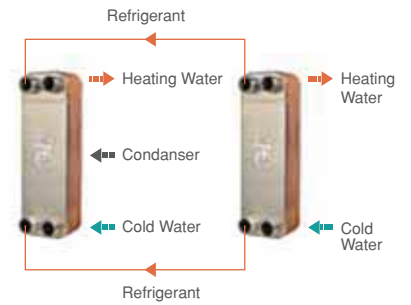 Refrigerant
Heating Water
Heating
Water
Condanser
Cold Water
Cold
Water
Refrigerant